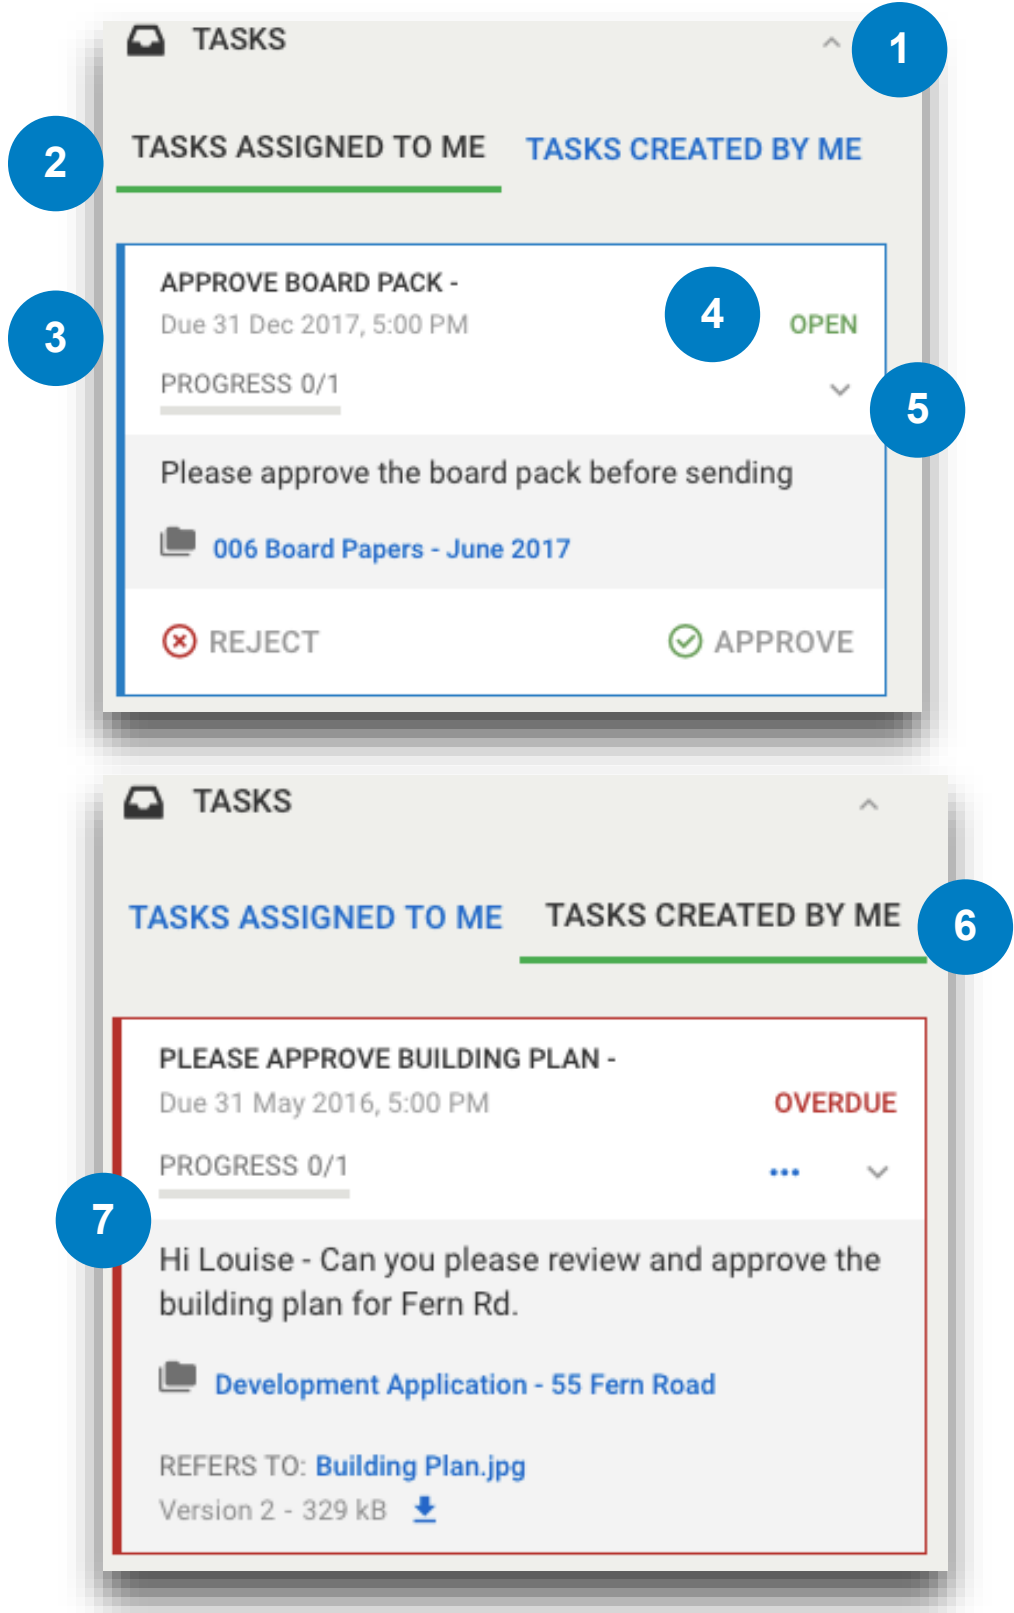 TASKS
1
2
TASKS ASSIGNED TO ME TASKS CREATED BY ME
3
APPROVE BOARD PACK -
Due 31 Dec 2017, 5:00 PM
4
OPEN
PROGRESS 0/1
5
Please approve the board pack before sending
006 Board Papers - June 2017
REJECT APPROVE
TASKS
TASKS ASSIGNED TO ME TASKS CREATED BY ME
6
PLEASE APPROVE BUILDING PLAN -
Due 31 May 2016, 5:00 PM OVERDUE
PROGRESS 0/1
7
Hi Louise - Can you please review and approve the
building plan for Fern Rd.
Development Application - 55 Fern Road
REFERS TO: Building Plan.jpg
Version 2 - 329 kB